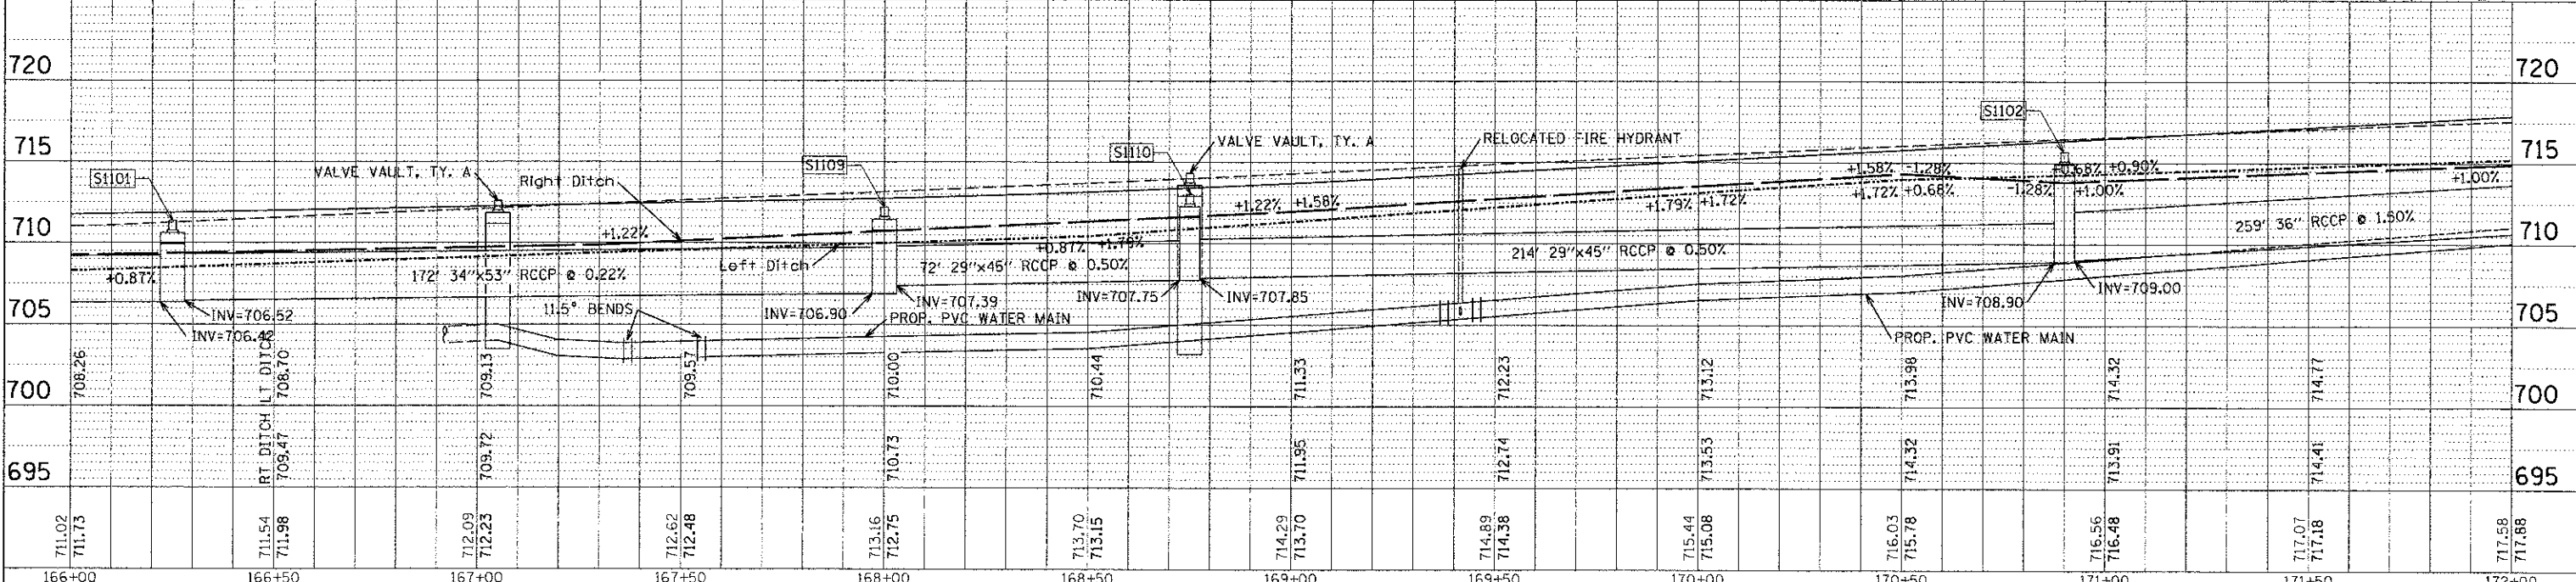 720 720
S1102
715 VALVE VAULT, TY. A RELOCATED FIRE HYDRANT 715
S1110
S1109
VALVE VAULT, TY. A
S1101
Right Ditch
+1.58% -1.28% +0.68% +0.90%
+1.72% +0.68% -1.28% +1.00% +1.00%
+1.22% +1.58% +1.79% +1.72%
710 +1.22% 259' 36" RCCP @ 1.50% 710
+0.87% +1.79%
Left Ditch
+0.87% 172' 34"x53" RCCP @ 0.22% 72' 29"x45" RCCP @ 0.50% 214' 29"x45" RCCP @ 0.50%
INV=706.90 INV=707.39 INV=707.75 INV=707.85 INV=708.90 INV=709.00
INV=706.52
11.5° BENDS
705 PROP. PVC WATER MAIN 705
INV=706.42
PROP. PVC WATER MAIN
LT DITCH
708.26 708.70 709.13 709.57 710.00 710.44 711.33 712.23 713.12 713.98 714.32 714.77
700 700
RT DITCH
709.47 709.72 710.73 711.95 712.74 713.53 714.32 713.91 714.41
695 695
711.02 711.54 712.09 712.62 713.16 713.70 714.29 714.89 715.44 716.03 716.56 717.07 717.58
711.73 711.98 712.23 712.48 712.75 713.15 713.70 714.38 715.08 715.78 716.48 717.18 717.88
166+00 166+50 167+00 167+50 168+00 168+50 169+00 169+50 170+00 170+50 171+00 171+50 172+00